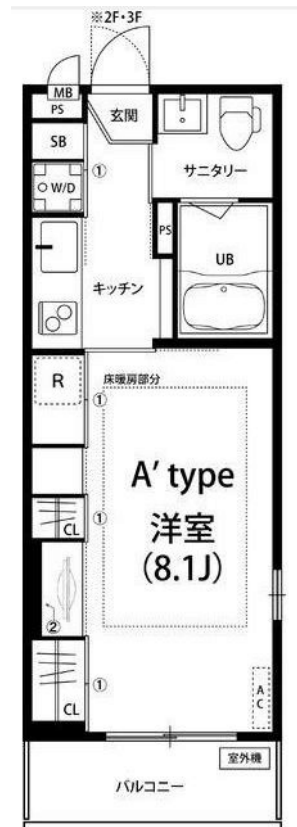 ※2F・3F
MB
PS
玄関
SB
①
サニタリー
W/D
PS
UB
キッチン
R
床暖房部分
①
A' type
洋室
(8.1J)
①
CL
②
①
CL
AC
室外機
バルコニー